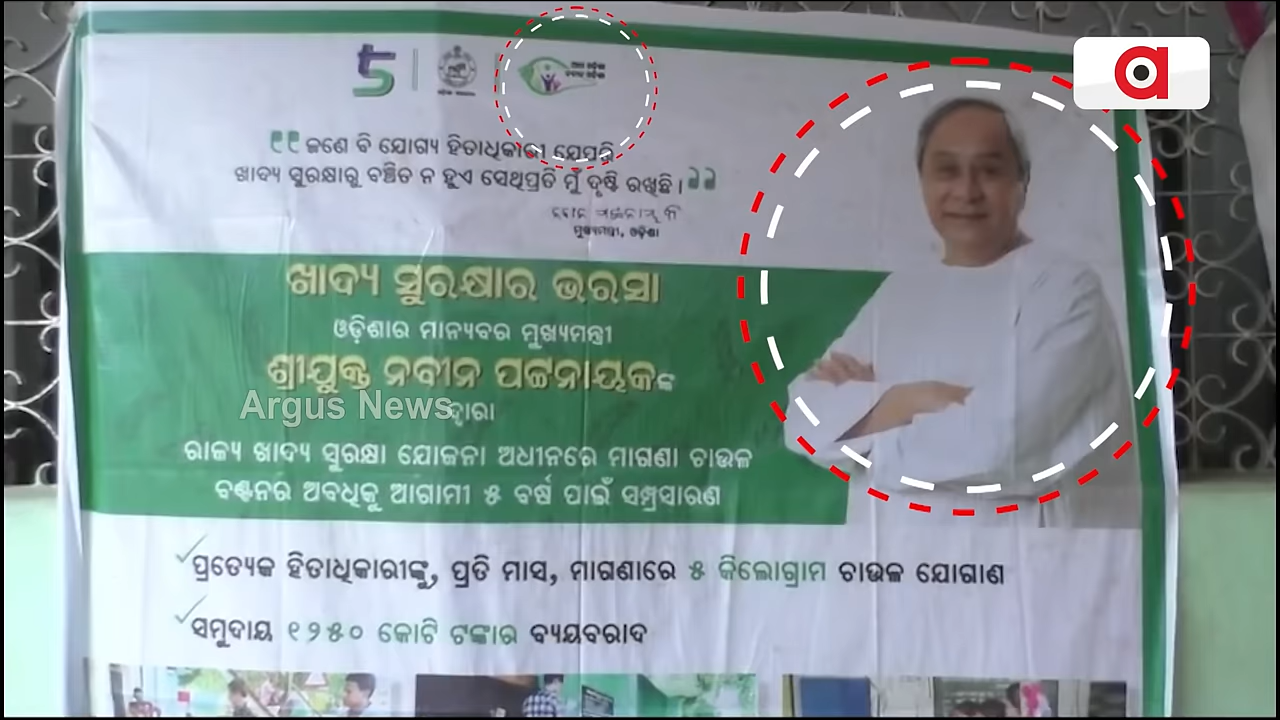 5
ଜଣେ ବି ଯୋଗ୍ୟ ହିତାଧିକାରୀ ଯେପରି
ଖାଦ୍ୟ ସୁରକ୍ଷାରୁ ବଞ୍ଚିତ ନ ହୁଏ ସେଥିପ୍ରତି ମୁଁ ଦୃଷ୍ଟି ରଖିଛି ।
ମୁଖ୍ୟମନ୍ତ୍ରୀ, ଓଡ଼ିଶା
ଖାଦ୍ୟ ସୁରକ୍ଷାର ଭରସା
ଓଡ଼ିଶାର ମାନ୍ୟବର ମୁଖ୍ୟମନ୍ତ୍ରୀ
ଶ୍ରୀଯୁକ୍ତ ନବୀନ ପଟ୍ଟନାୟକଙ୍କ
ଦ୍ୱାରା
Argus News
ରାଜ୍ୟ ଖାଦ୍ୟ ସୁରକ୍ଷା ଯୋଜନା ଅଧୀନରେ ମାଗଣା ଚାଉଳ
ବଣ୍ଟନର ଅବଧିକୁ ଆଗାମୀ ୫ ବର୍ଷ ପାଇଁ ସମ୍ପ୍ରସାରଣ
ପ୍ରତ୍ୟେକ ହିତାଧିକାରୀଙ୍କୁ, ପ୍ରତି ମାସ, ମାଗଣାରେ ୫ କିଲୋଗ୍ରାମ ଚାଉଳ ଯୋଗାଣ
ସମୁଦାୟ ୧୨୫୦ କୋଟି ଟଙ୍କାର ବ୍ୟୟବରାଦ